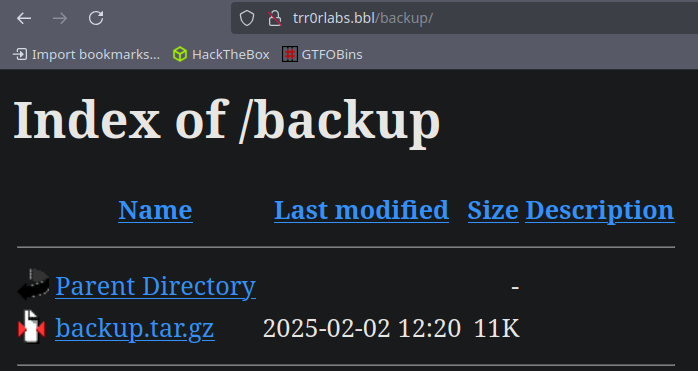 trr0rlabs.bbl/backup/
Import bookmarks... HackTheBox GTFOBins
Index of /backup
Name Last modified Size Description
Parent Directory -
backup.tar.gz 2025-02-02 12:20 11K